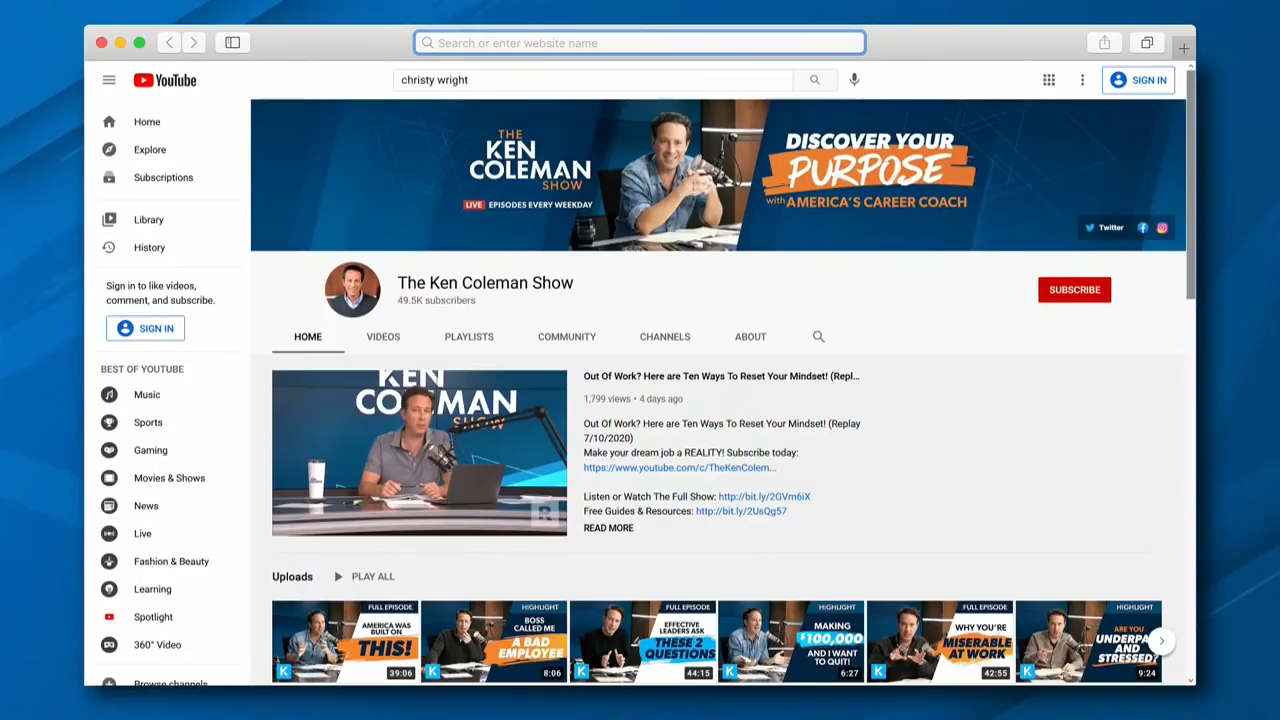 Search or enter website name
YouTube
christy wright
SIGN IN
Home
Explore
Subscriptions
Library
History
Sign in to like videos,
comment, and subscribe.
SIGN IN
BEST OF YOUTUBE
Music
Sports
Gaming
Movies & Shows
News
Live
Fashion & Beauty
Learning
Spotlight
360° Video
Browse channels
THE
KEN
COLEMAN
SHOW
LIVE EPISODES EVERY WEEKDAY
DISCOVER YOUR
PURPOSE
with AMERICA'S CAREER COACH
Twitter
The Ken Coleman Show
49.5K subscribers
SUBSCRIBE
HOME VIDEOS PLAYLISTS COMMUNITY CHANNELS ABOUT
KEN
COLEMAN
SHOW
R
Out Of Work? Here are Ten Ways To Reset Your Mindset! (Repl...
1,799 views • 4 days ago
Out Of Work? Here are Ten Ways To Reset Your Mindset! (Replay
7/10/2020)
Make your dream job a REALITY! Subscribe today:
https://www.youtube.com/c/TheKenColem...
Listen or Watch The Full Show: http://bit.ly/2GVm6iX
Free Guides & Resources: http://bit.ly/2UsQg57
READ MORE
Uploads PLAY ALL
FULL EPISODE
AMERICA WAS
BUILT ON
THIS!
K
39:06
HIGHLIGHT
BOSS
CALLED ME
A BAD
EMPLOYEE
K
8:06
FULL EPISODE
EFFECTIVE
LEADERS ASK
THESE 2
QUESTIONS
K
44:15
HIGHLIGHT
MAKING
$100,000
AND I WANT
TO QUIT!
K
6:27
FULL EPISODE
WHY YOU'RE
MISERABLE
AT WORK
K
42:55
HIGHLIGHT
ARE YOU
UNDERPAID
AND
STRESSED?
K
9:24